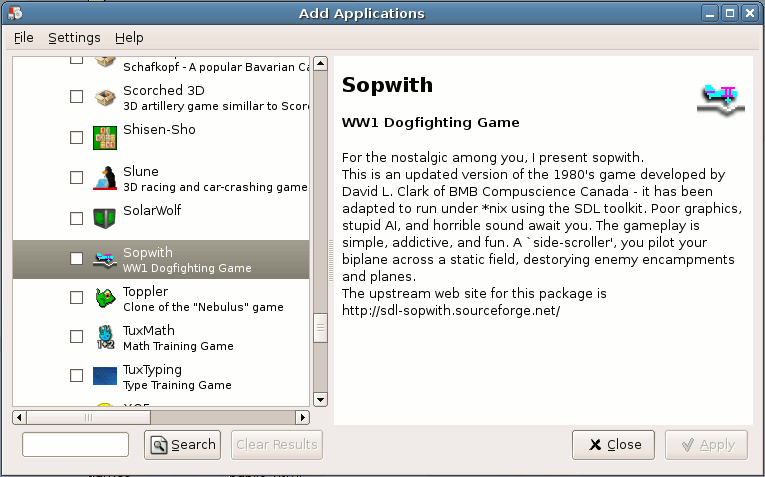 Add Applications
File Settings Help
Schafkopf - A popular Bavarian Ca
Scorched 3D
3D artillery game simillar to Score
Shisen-Sho
Slune
3D racing and car-crashing game
SolarWolf
Sopwith
WW1 Dogfighting Game
Toppler
Clone of the "Nebulus" game
TuxMath
Math Training Game
TuxTyping
Type Training Game
Sopwith
WW1 Dogfighting Game
For the nostalgic among you, I present sopwith.
This is an updated version of the 1980's game developed by
David L. Clark of BMB Compuscience Canada - it has been
adapted to run under *nix using the SDL toolkit. Poor graphics,
stupid AI, and horrible sound await you. The gameplay is
simple, addictive, and fun. A `side-scroller', you pilot your
biplane across a static field, destorying enemy encampments
and planes.
The upstream web site for this package is
http://sdl-sopwith.sourceforge.net/
Search Clear Results Close Apply